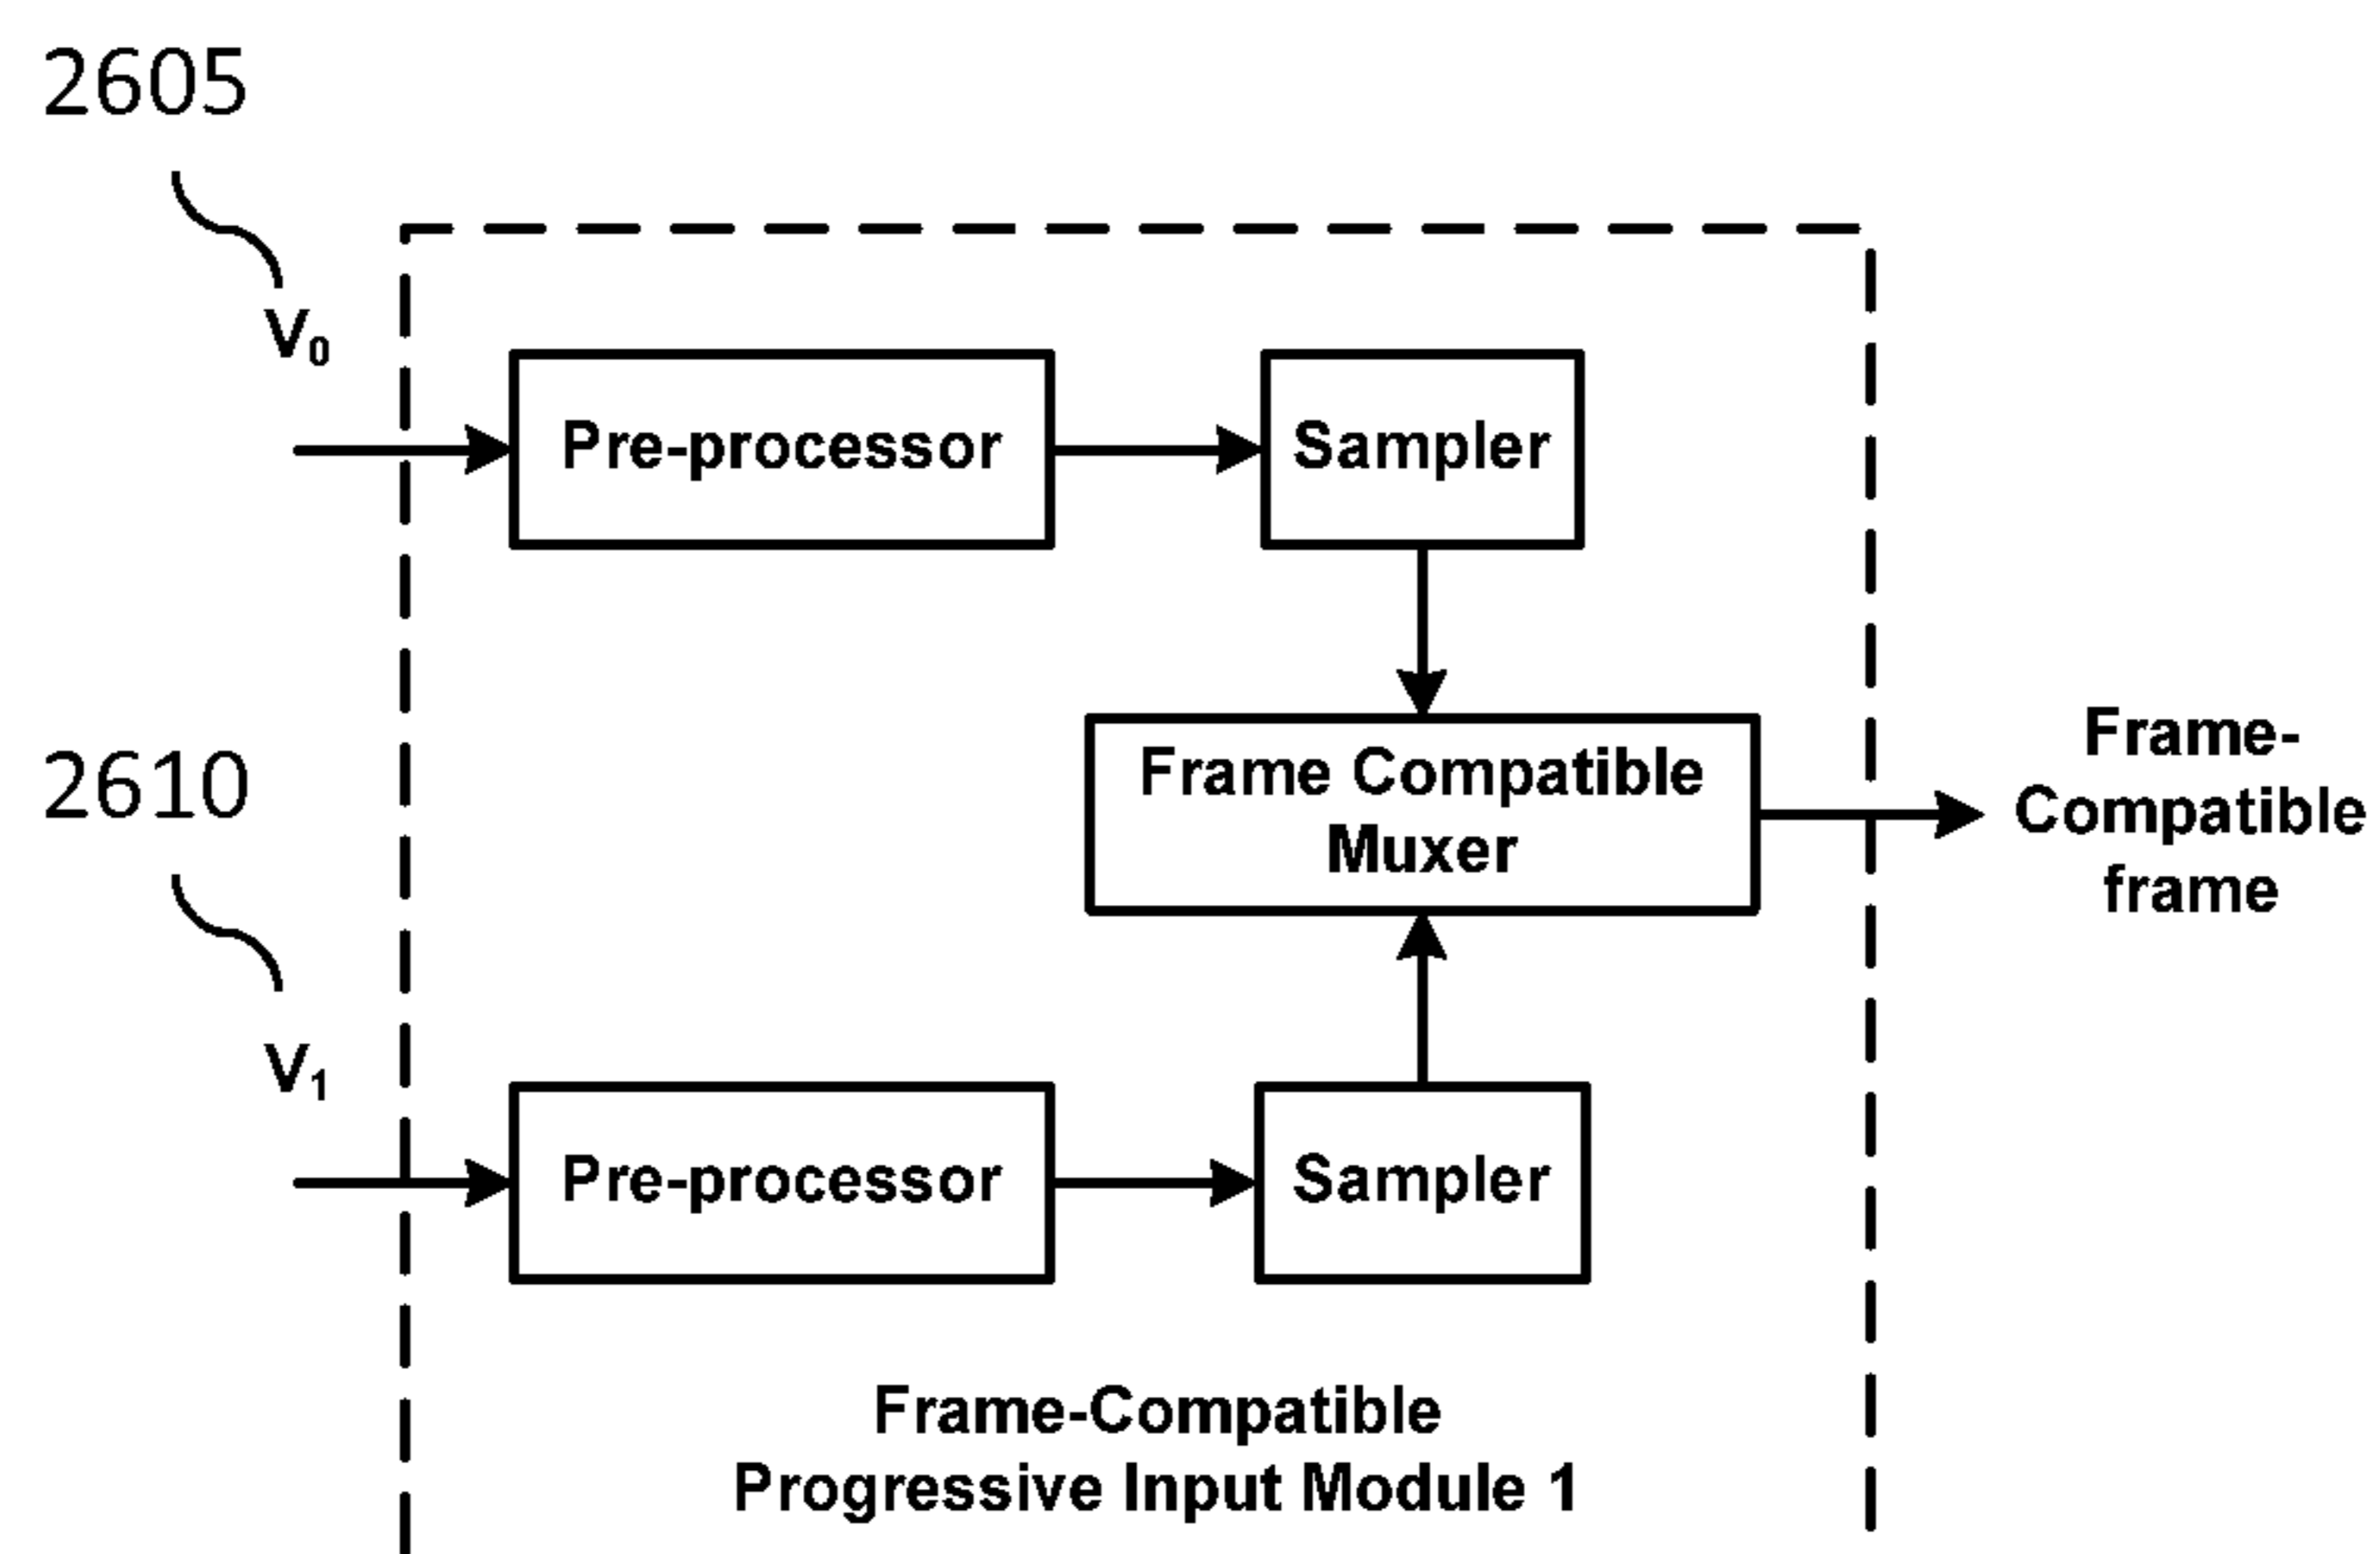 2605
V0
Pre-processor
Sampler
Frame Compatible
Muxer
Frame-
Compatible
frame
2610
V1
Pre-processor
Sampler
Frame-Compatible
Progressive Input Module 1